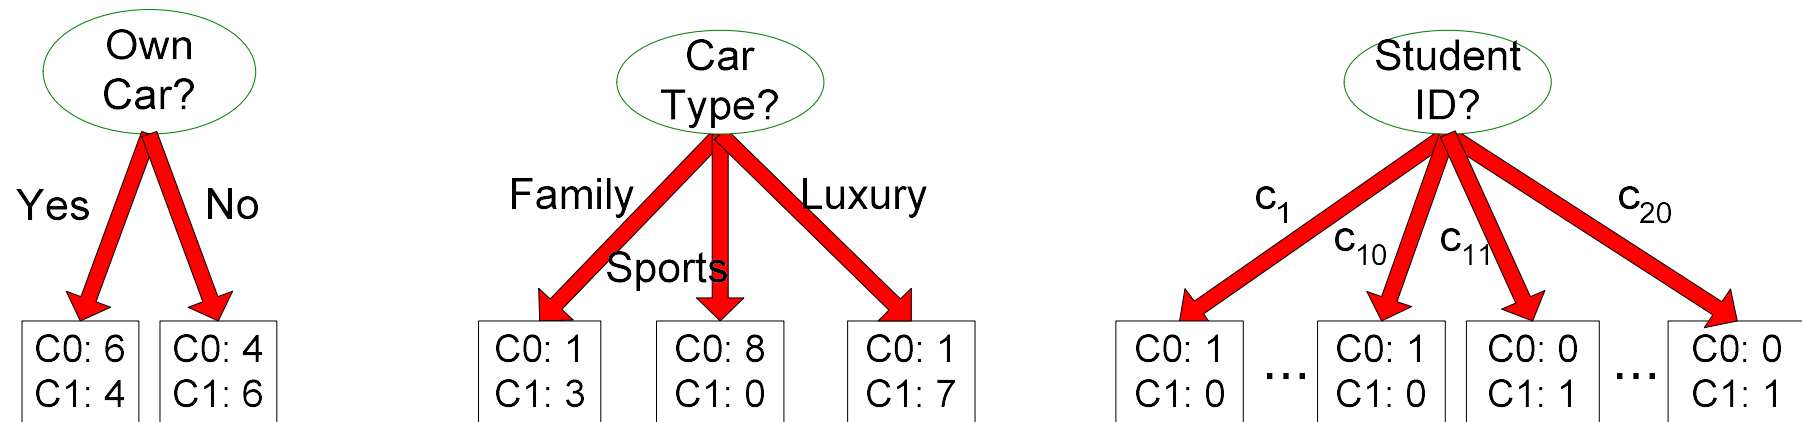 Own
Car?
Yes
No
C0: 6
C1: 4
C0: 4
C1: 6
Car
Type?
Family
Sports
Luxury
C0: 1
C1: 3
C0: 8
C1: 0
C0: 1
C1: 7
Student
ID?
c1
c10
c11
c20
C0: 1
C1: 0
...
C0: 1
C1: 0
C0: 0
C1: 1
...
C0: 0
C1: 1